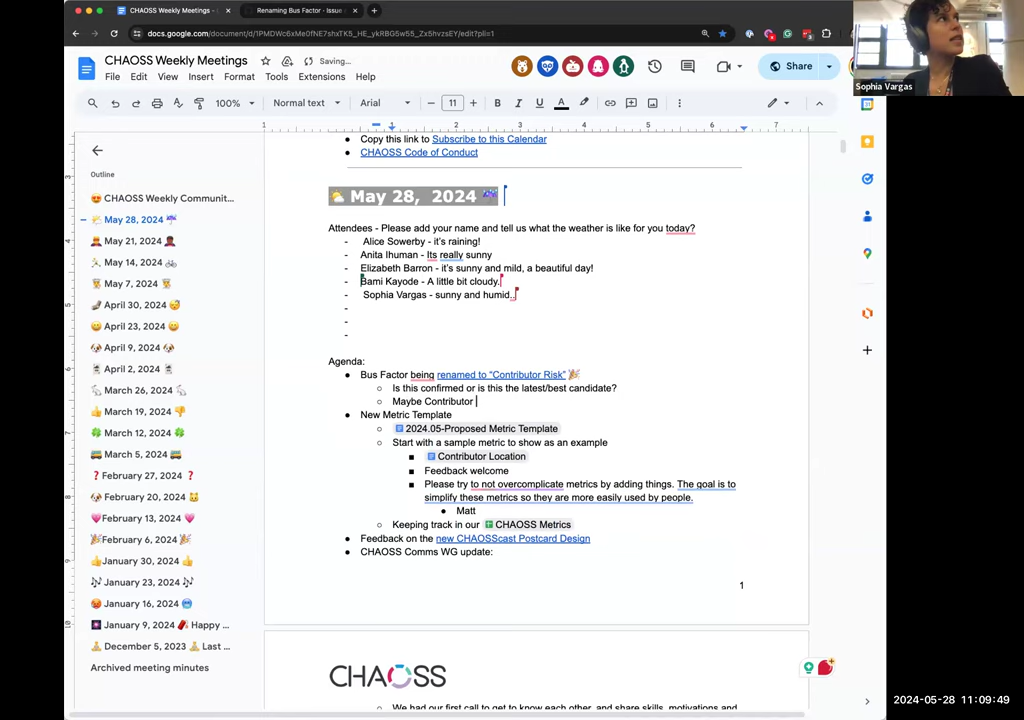 CHAOSS Weekly Meetings -
Renaming Bus Factor · Issue
docs.google.com/document/d/1PMDWc6xMe0fNE7shxTK5_HE_ykRBG5w55_Zx5hvzsEY/edit?pli=1
CHAOSS Weekly Meetings
Saving...
File Edit View Insert Format Tools Extensions Help
Share
Sophia Vargas
100% Normal text Arial 11
1 1 2 3 4 5 6 7
Outline
CHAOSS Weekly Communit...
May 28, 2024
May 21, 2024
May 14, 2024
May 7, 2024
April 30, 2024
April 23, 2024
April 9, 2024
April 2, 2024
March 26, 2024
March 19, 2024
March 12, 2024
March 5, 2024
February 27, 2024
February 20, 2024
February 13, 2024
February 6, 2024
January 30, 2024
January 23, 2024
January 16, 2024
January 9, 2024 Happy ...
December 5, 2023 Last ...
Archived meeting minutes
Copy this link to Subscribe to this Calendar
CHAOSS Code of Conduct
May 28, 2024
Attendees - Please add your name and tell us what the weather is like for you today?
- Alice Sowerby - it's raining!
- Anita Ihuman - Its really sunny
- Elizabeth Barron - it's sunny and mild, a beautiful day!
- Bami Kayode - A little bit cloudy.
- Sophia Vargas - sunny and humid..
-
-
-
Agenda:
Bus Factor being renamed to "Contributor Risk"
Is this confirmed or is this the latest/best candidate?
Maybe Contributor
New Metric Template
2024.05-Proposed Metric Template
Start with a sample metric to show as an example
Contributor Location
Feedback welcome
Please try to not overcomplicate metrics by adding things. The goal is to
simplify these metrics so they are more easily used by people.
Matt
Keeping track in our CHAOSS Metrics
Feedback on the new CHAOSScast Postcard Design
CHAOSS Comms WG update:
1
CHAOSS
We had our first call to get to know each other, and share skills, motivations and
2024-05-28 11:09:49